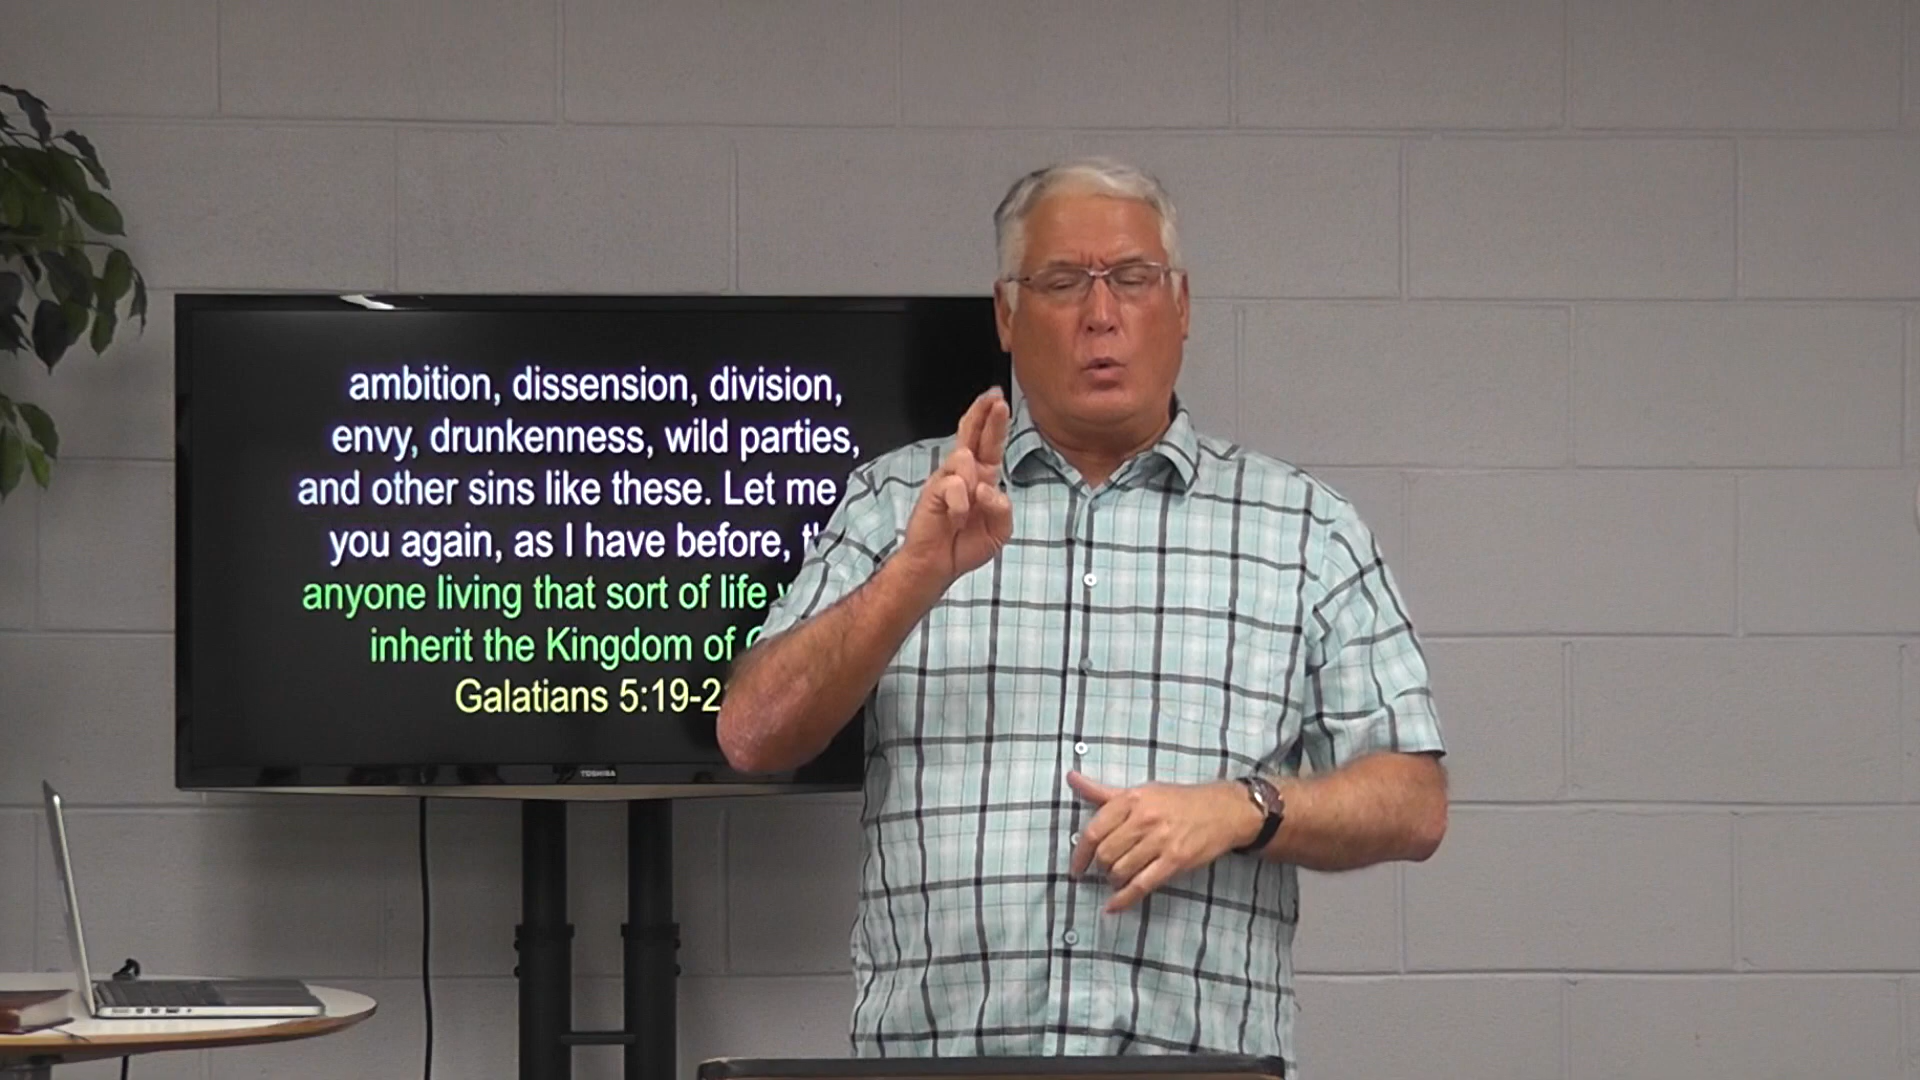 ambition, dissension, division,
envy, drunkenness, wild parties,
and other sins like these. Let me
you again, as I have before,
anyone living that sort of life
inherit the Kingdom of
Galatians 5:19-2
TOSHIBA